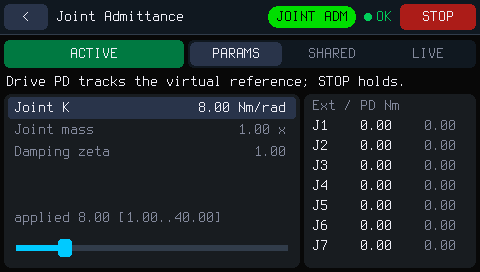 < Joint Admittance JOINT ADM OK STOP
ACTIVE PARAMS SHARED LIVE
Drive PD tracks the virtual reference; STOP holds.
Joint K 8.00 Nm/rad
Joint mass 1.00 x
Damping zeta 1.00
applied 8.00 [1.00..40.00]
Ext / PD Nm
J1 0.00 0.00
J2 0.00 0.00
J3 0.00 0.00
J4 0.00 0.00
J5 0.00 0.00
J6 0.00 0.00
J7 0.00 0.00